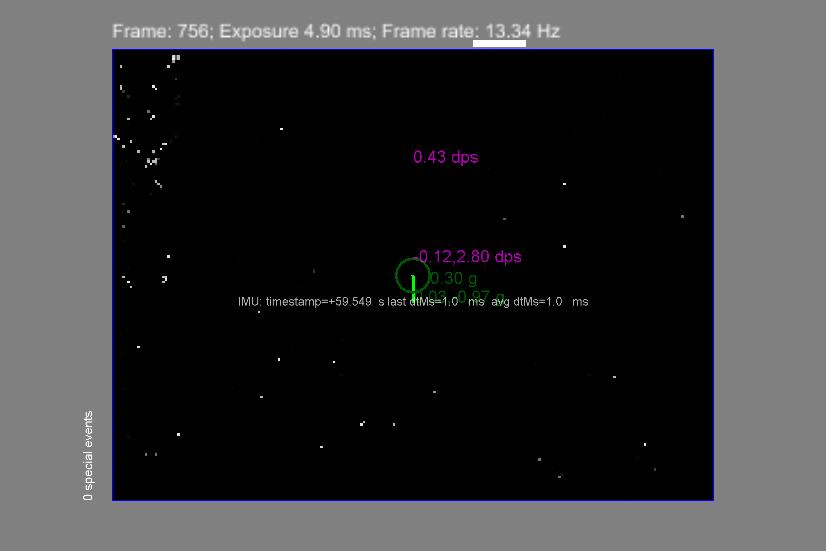 Frame: 756; Exposure 4.90 ms; Frame rate: 13.34 Hz
0.43 dps
-0.12,2.80 dps
0.30 g
0.97 g
IMU: timestamp=+59.549 s last dtMs=1.0 ms avg dtMs=1.0 ms
0 special events